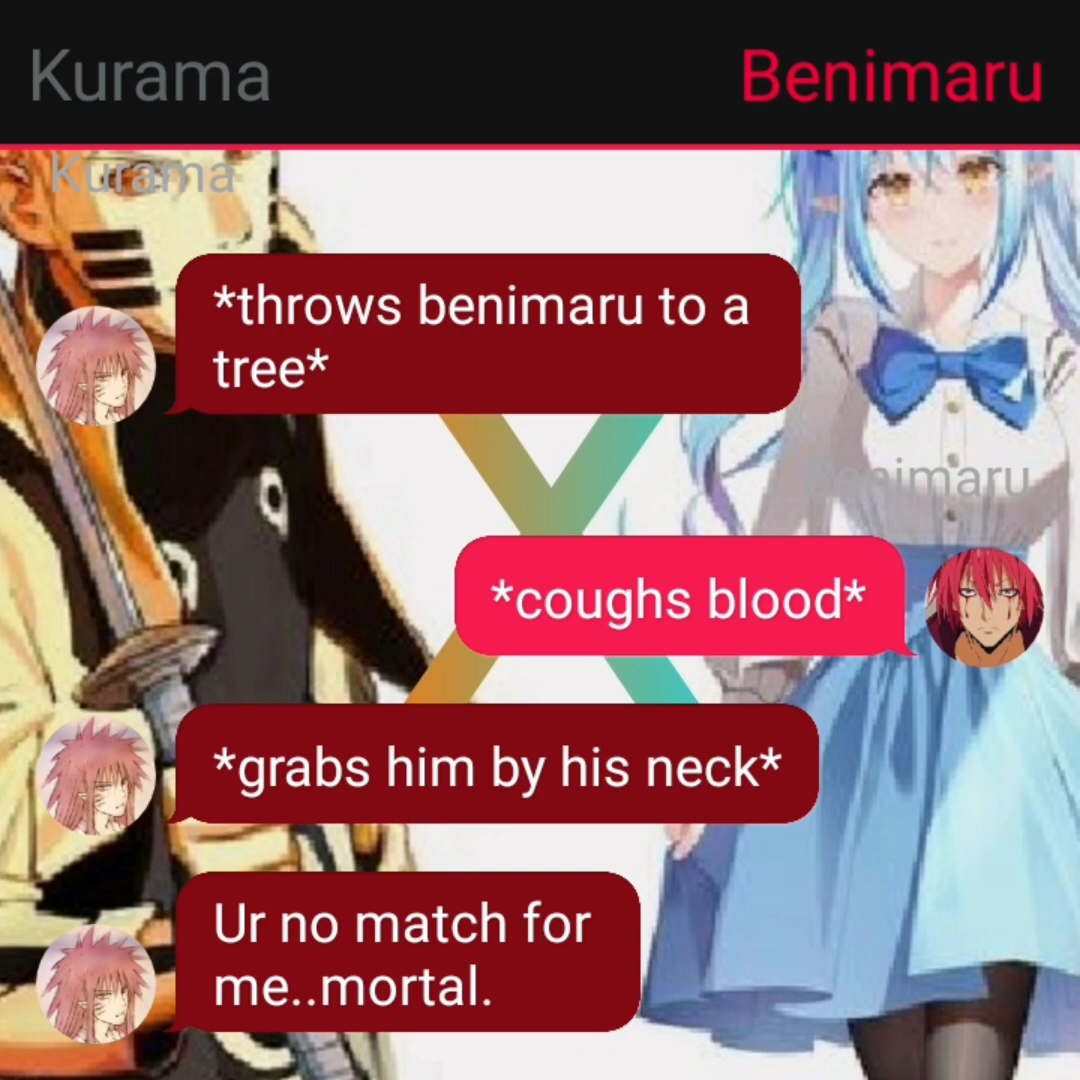 Kurama
Benimaru
Kurama
*throws benimaru to a
tree*
Benimaru
*coughs blood*
*grabs him by his neck*
Ur no match for
me..mortal.